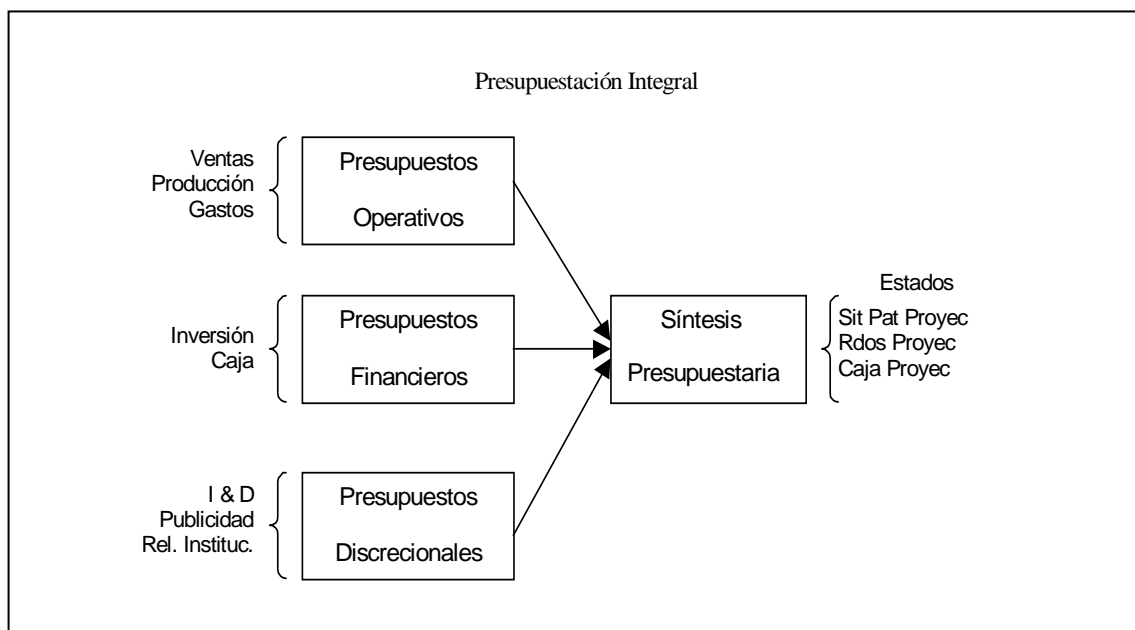 Presupuestación Integral
Ventas
Producción
Gastos
Presupuestos
Operativos
Inversión
Caja
Presupuestos
Financieros
I & D
Publicidad
Rel. Instituc.
Presupuestos
Discrecionales
Síntesis
Presupuestaria
Estados
Sit Pat Proyec
Rdos Proyec
Caja Proyec